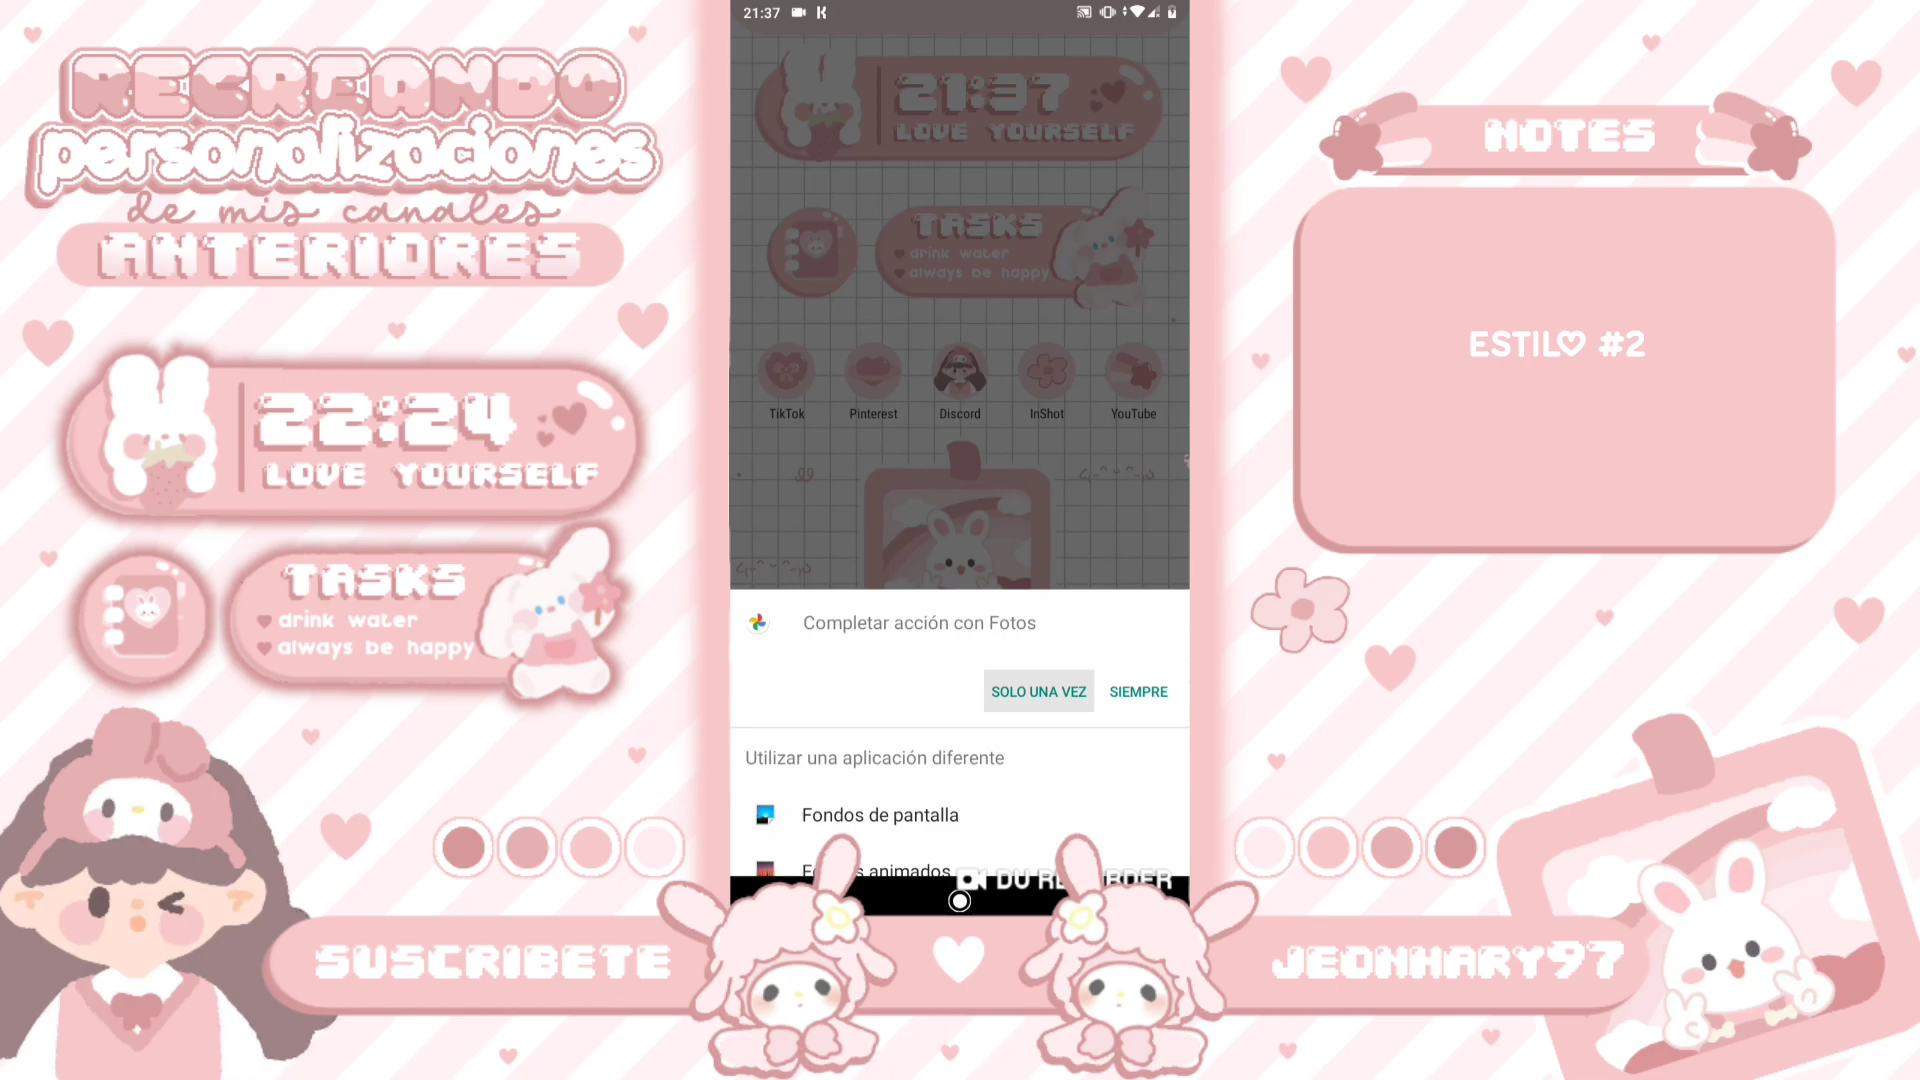 RECREANDO
personalizaciones
de mis canales
ANTERIORES
22:24
LOVE YOURSELF
TASKS
drink water
always be happy
21:37
21:37
LOVE YOURSELF
TASKS
drink water
always be happy
TikTok
Pinterest
Discord
InShot
YouTube
Completar acción con Fotos
SOLO UNA VEZ
SIEMPRE
Utilizar una aplicación diferente
Fondos de pantalla
animados
NOTES
ESTILO #2
SUSCRIBETE
JEONHARY97